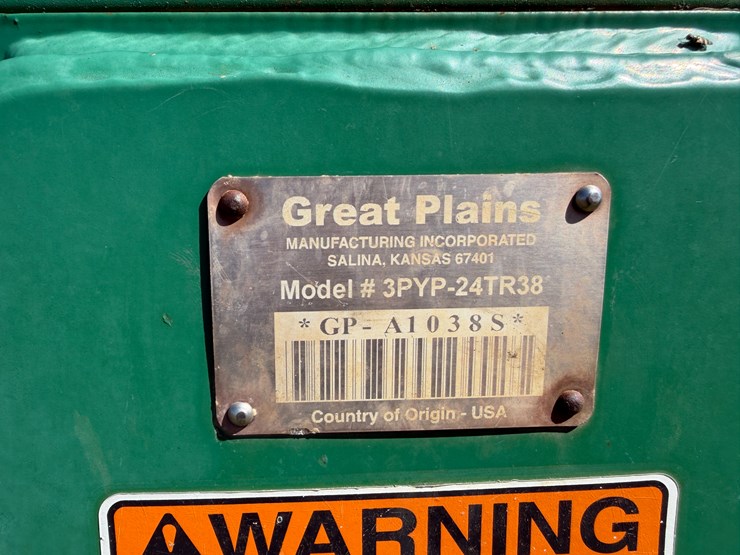 Great Plains
MANUFACTURING INCORPORATED
SALINA, KANSAS 67401
Model # 3PYP-24TR38
*GP-A1038S*
Country of Origin - USA
WARNING